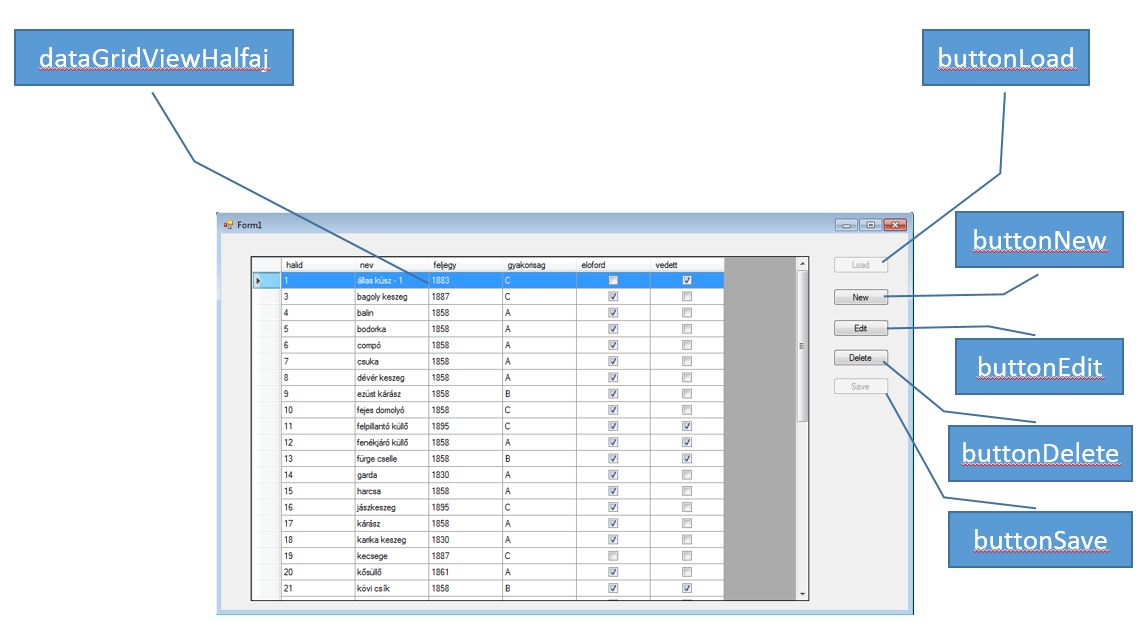 dataGridViewHalfaj
buttonLoad
Form1
buttonNew
halid nev feljegy gyakorisag eloford vedett
Load
1 állas küsz - 1 1883 C
3 bagoly keszeg 1887 C
New
4 balin 1858 A
5 bodorka 1858 A
Edit
6 compó 1858 A
7 csuka 1858 A
Delete
buttonEdit
8 dévér keszeg 1858 A
Save
9 ezüst kárász 1858 B
10 fejes domolyó 1858 C
11 felpillantó küllő 1895 C
12 fenékjáró küllő 1858 A
buttonDelete
13 fürge cselle 1858 B
14 garda 1830 A
15 harcsa 1858 A
16 jászkeszeg 1895 C
17 kárász 1858 A
18 karika keszeg 1830 A
buttonSave
19 kecsege 1887 C
20 kősüllő 1861 A
21 kövi csík 1858 B